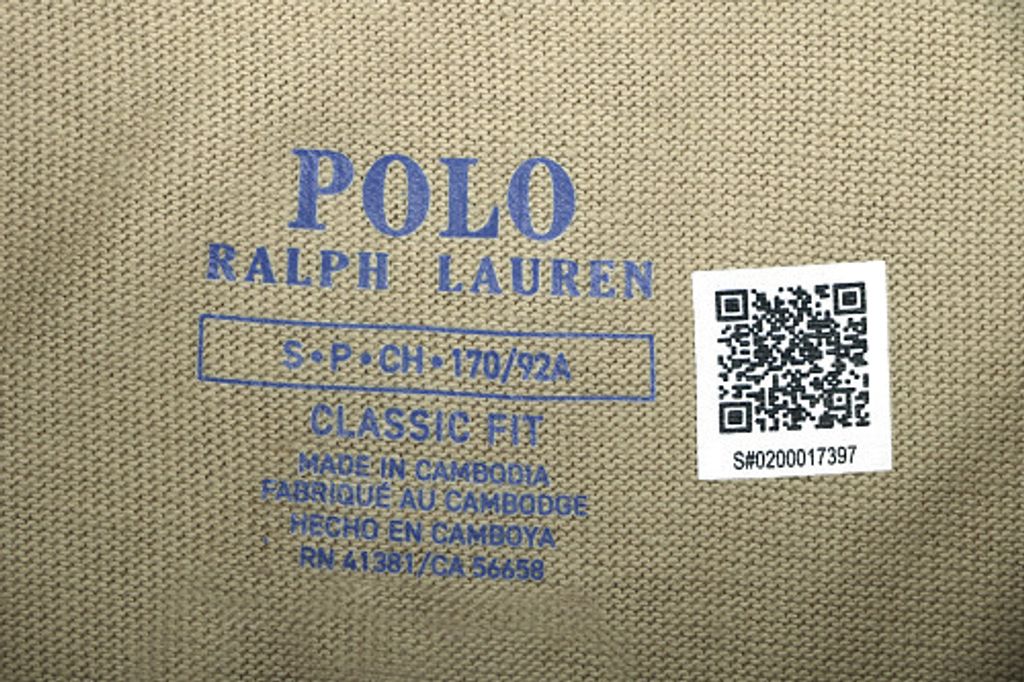 POLO
RALPH LAUREN
S•P•CH•170/92A
CLASSIC FIT
MADE IN CAMBODIA
FABRIQUÉ AU CAMBODGE
HECHO EN CAMBOYA
RN 41381/CA 56658
S#0200017397